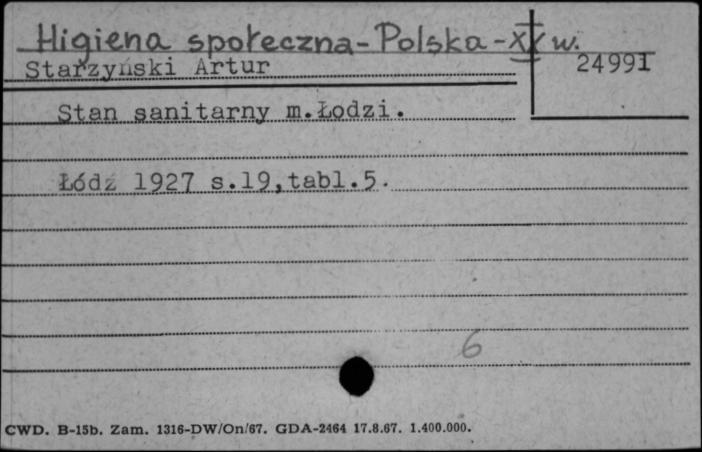 Higiena społeczna - Polska - XX w.
Starzyński Artur
24991
Stan sanitarny m.Łodzi.
Łódź 1927 s.19,tabl.5.
6
CWD. B-15b. Zam. 1316-DW/On/67. GDA-2464 17.8.67. 1.400.000.